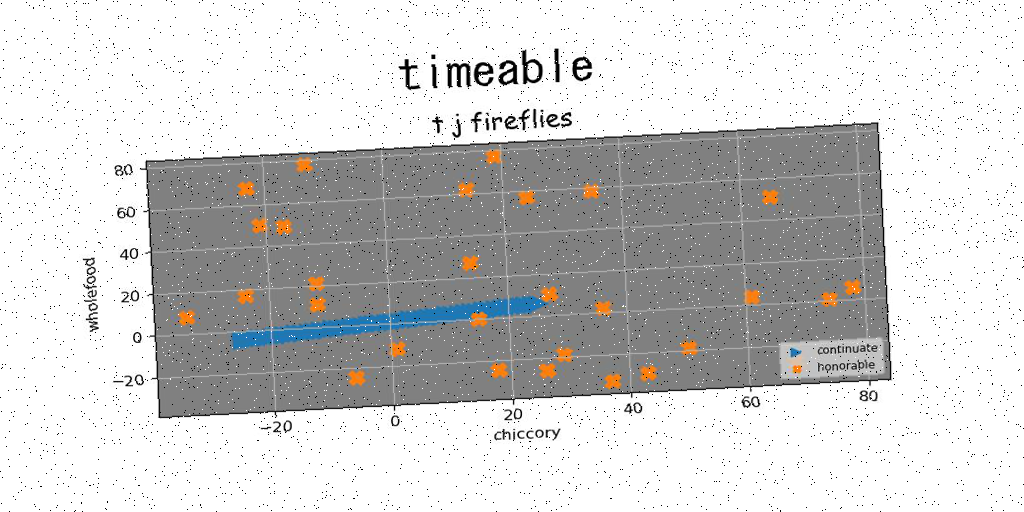 timeable
t j fireflies
80
60
40
20
0
−20
wholefood
−20 0 20 40 60 80
chiccory
continuate
honorable